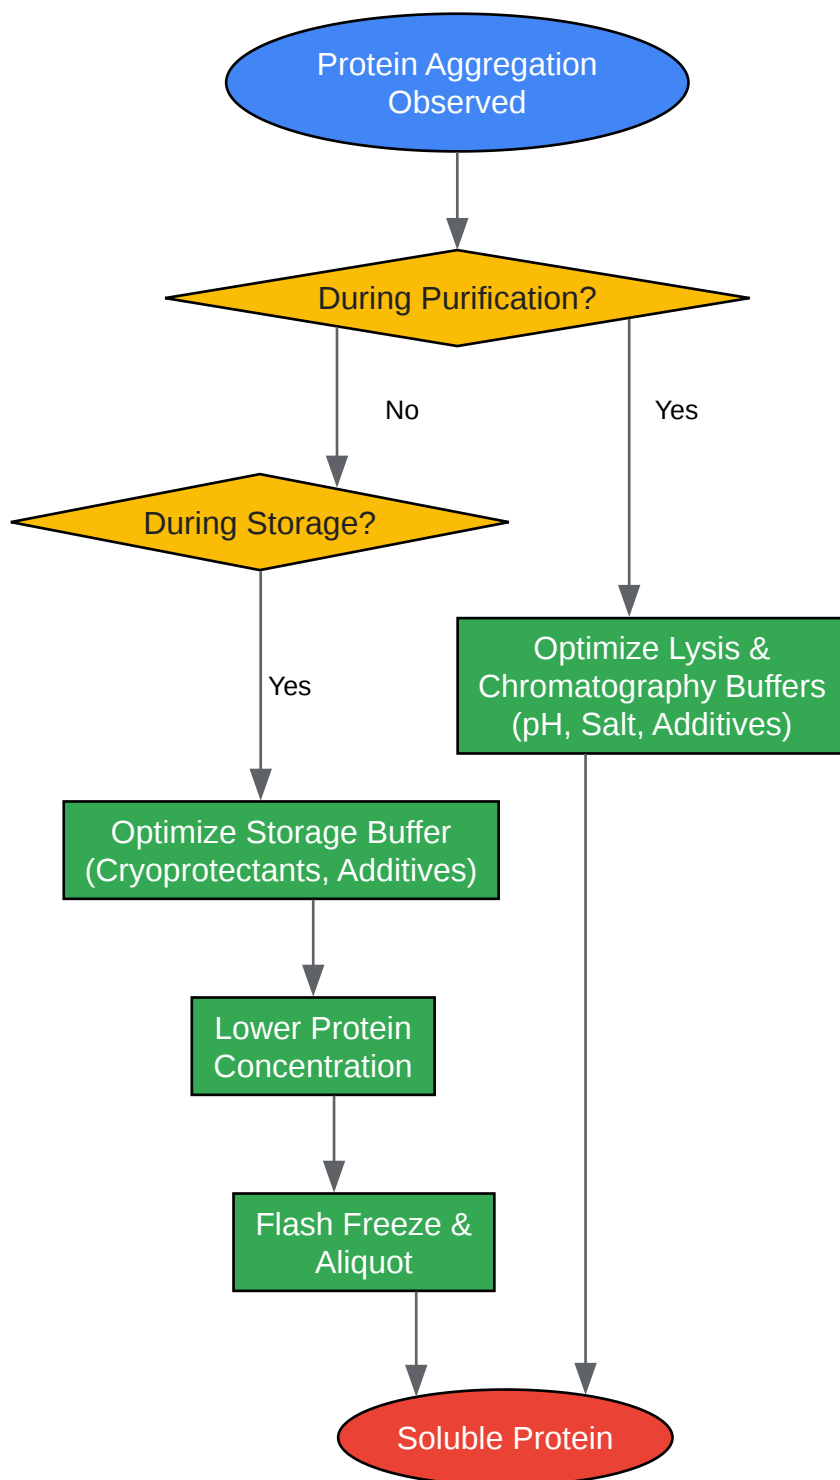 Protein Aggregation
Observed
During Purification?
No
Yes
During Storage?
Optimize Lysis &
Chromatography Buffers
(pH, Salt, Additives)
Yes
Optimize Storage Buffer
(Cryoprotectants, Additives)
Lower Protein
Concentration
Flash Freeze &
Aliquot
Soluble Protein